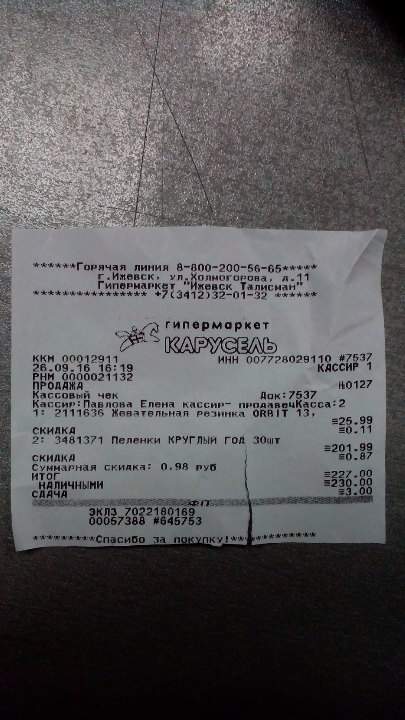 ******Горячая линия 8-800-200-56-65*****
г.Ижевск, ул.Холмогорова, д.11
Гипермаркет "Ижевск Талисман"
**************** +7(3412)32-01-32 ******
гипермаркет
КАРУСЕЛЬ
ККМ 00012911 ИНН 007728029110 #7537
26.09.16 16:19 КАССИР 1
РНМ 0000021132
ПРОДАЖА №0127
Кассовый чек Док:7537
Кассир:Павлова Елена кассир- продавецКасса:2
1: 2111636 Жевательная резинка ORBIT 13,
≡25.99
СКИДКА ≡0.11
2: 3481371 Пеленки КРУГЛЫЙ ГОД 30шт
≡201.99
СКИДКА ≡0.87
Суммарная скидка: 0.98 руб
ИТОГ ≡227.00
НАЛИЧНЫМИ ≡230.00
СДАЧА ≡3.00
ФП
ЭКЛЗ 7022180169
00057388 #645753
*********Спасибо за покупку!************